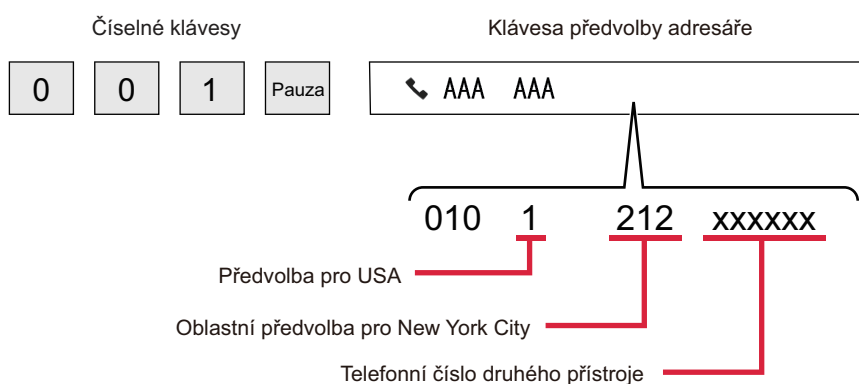 Číselné klávesy Klávesa předvolby adresáře
0 0 1 Pauza AAA AAA
010 1 212 xxxxxx
Předvolba pro USA
Oblastní předvolba pro New York City
Telefonní číslo druhého přístroje